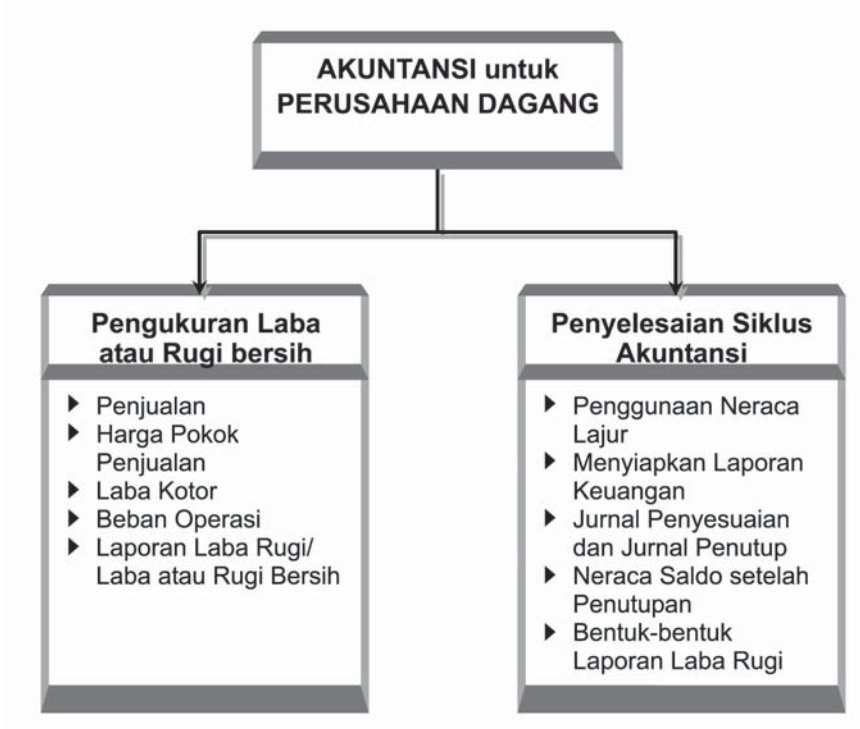 AKUNTANSI untuk
PERUSAHAAN DAGANG
Pengukuran Laba
atau Rugi bersih
Penjualan
Harga Pokok
Penjualan
Laba Kotor
Beban Operasi
Laporan Laba Rugi/
Laba atau Rugi Bersih
Penyelesaian Siklus
Akuntansi
Penggunaan Neraca
Lajur
Menyiapkan Laporan
Keuangan
Jurnal Penyesuaian
dan Jurnal Penutup
Neraca Saldo setelah
Penutupan
Bentuk-bentuk
Laporan Laba Rugi